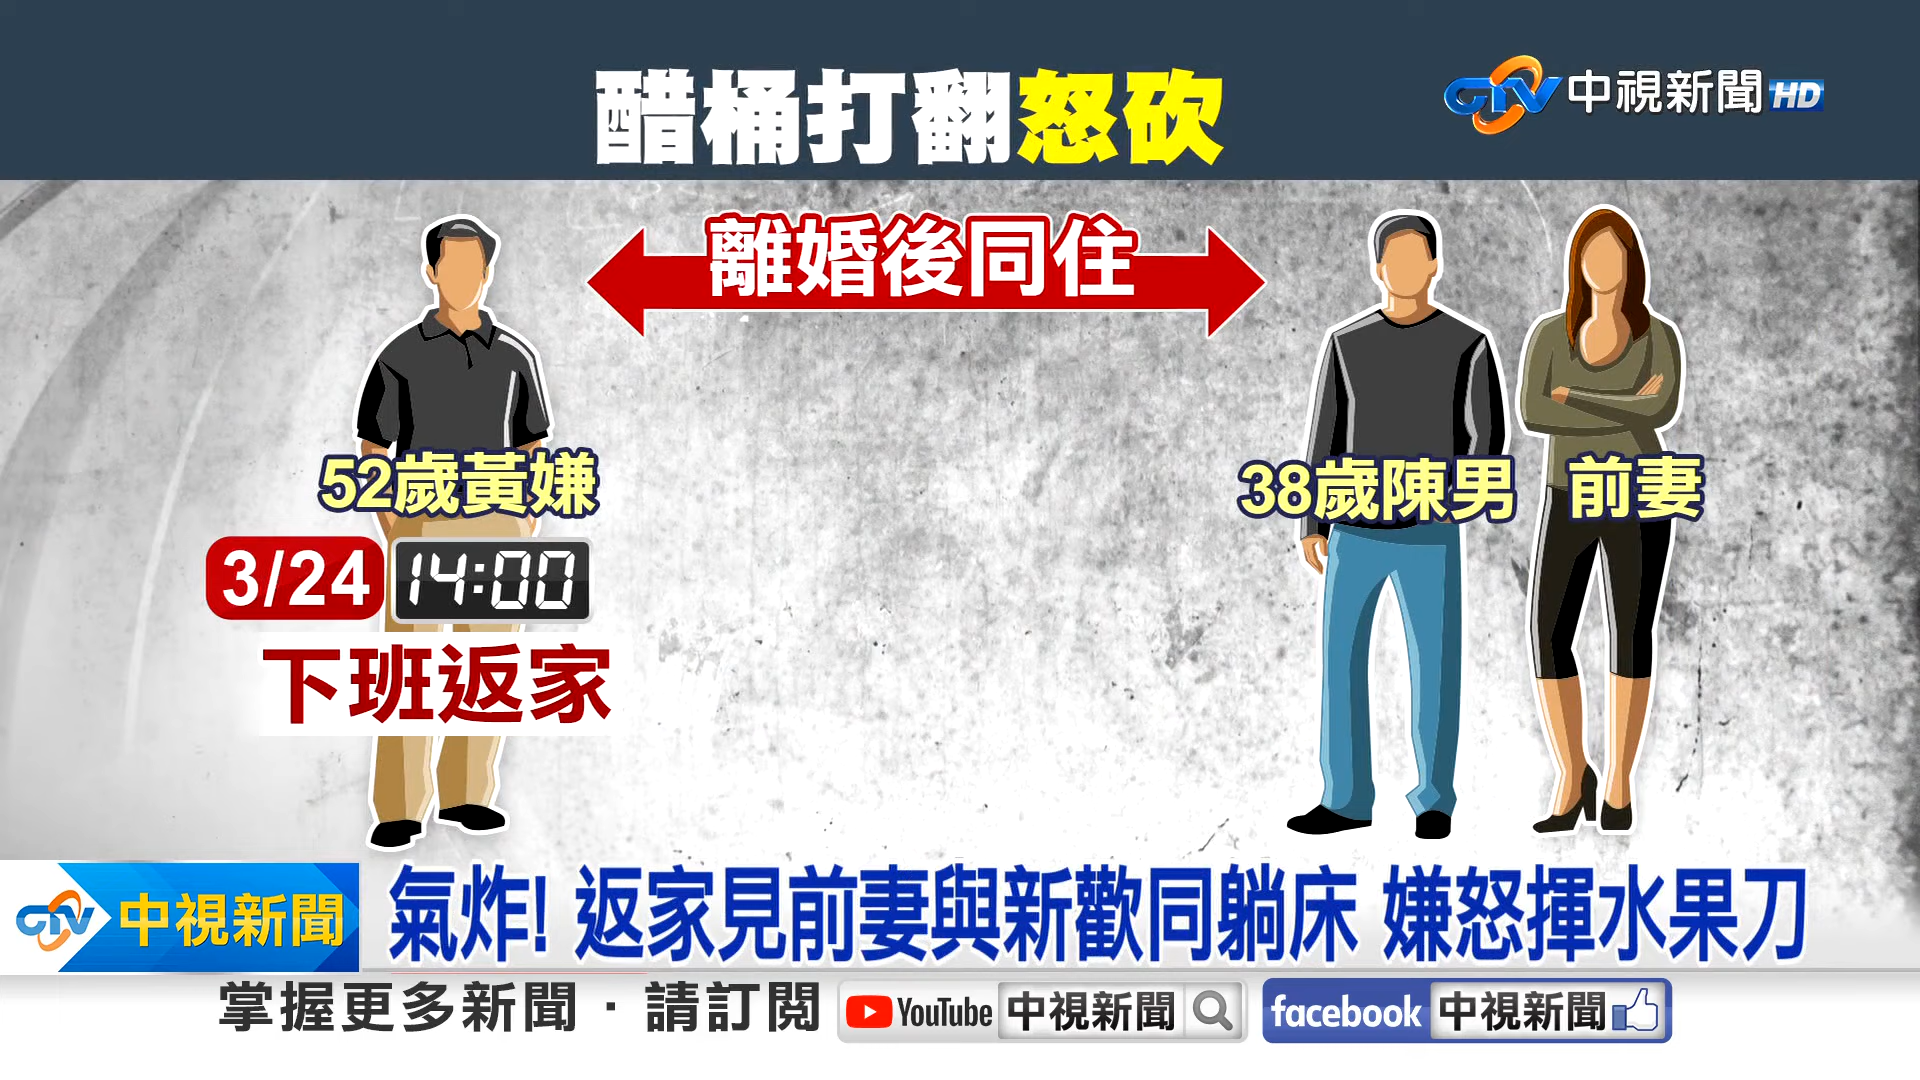 醋桶打翻怒砍
CTV 中視新聞 HD
離婚後同住
52歲黃嫌
38歲陳男
前妻
3/24 14:00
下班返家
CTV 中視新聞
氣炸! 返家見前妻與新歡同躺床 嫌怒揮水果刀
掌握更多新聞・請訂閱 YouTube 中視新聞 facebook 中視新聞